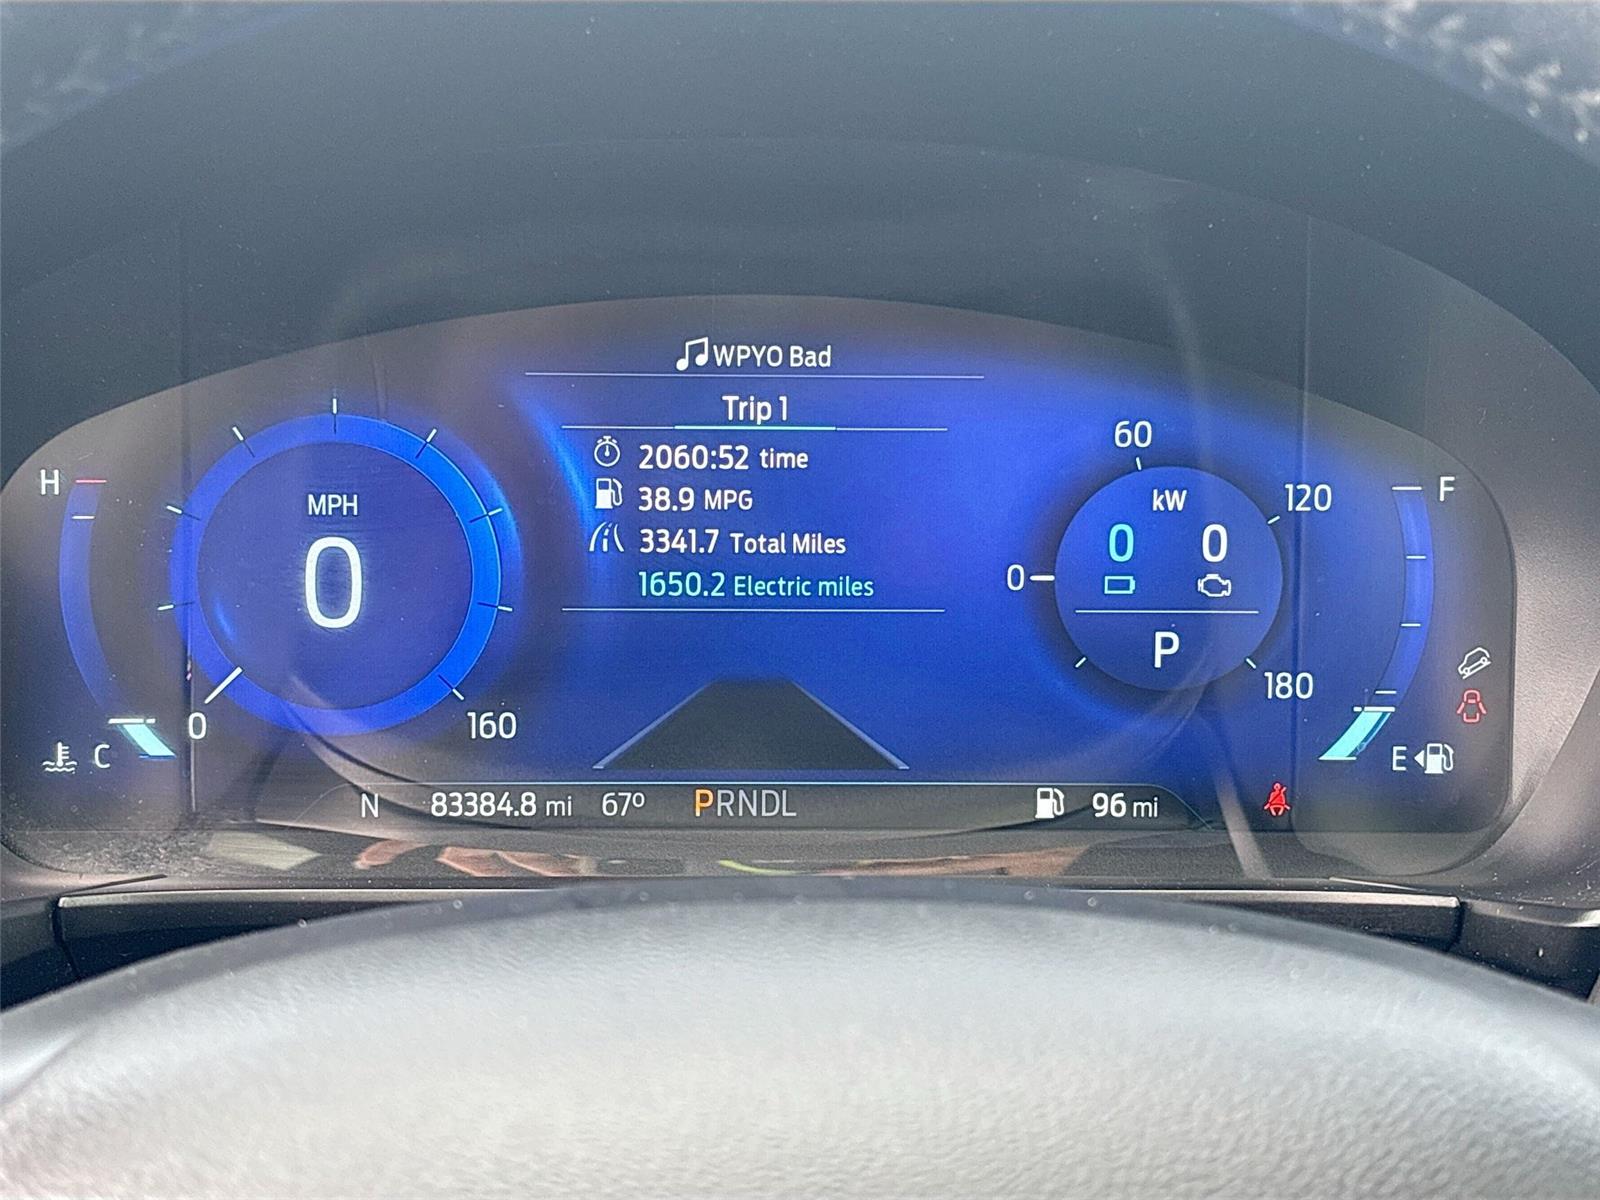 WPYO Bad
Trip 1
2060:52 time
38.9 MPG
3341.7 Total Miles
1650.2 Electric miles
H
C
MPH
0
0
160
60
120
0
180
kW
0 0
P
F
E
N 83384.8 mi 67º PRNDL 96 mi